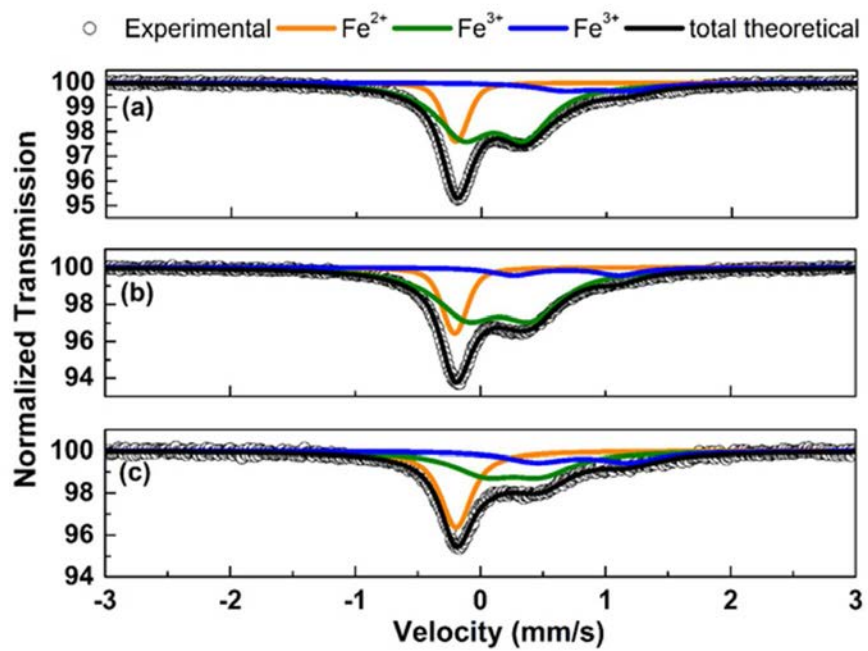 Experimental Fe²⁺ Fe³⁺ Fe³⁺ total theoretical
Normalized Transmission
100
99
98
97
96
95
(a)
100
98
96
94
(b)
100
98
96
94
(c)
-3 -2 -1 0 1 2 3
Velocity (mm/s)